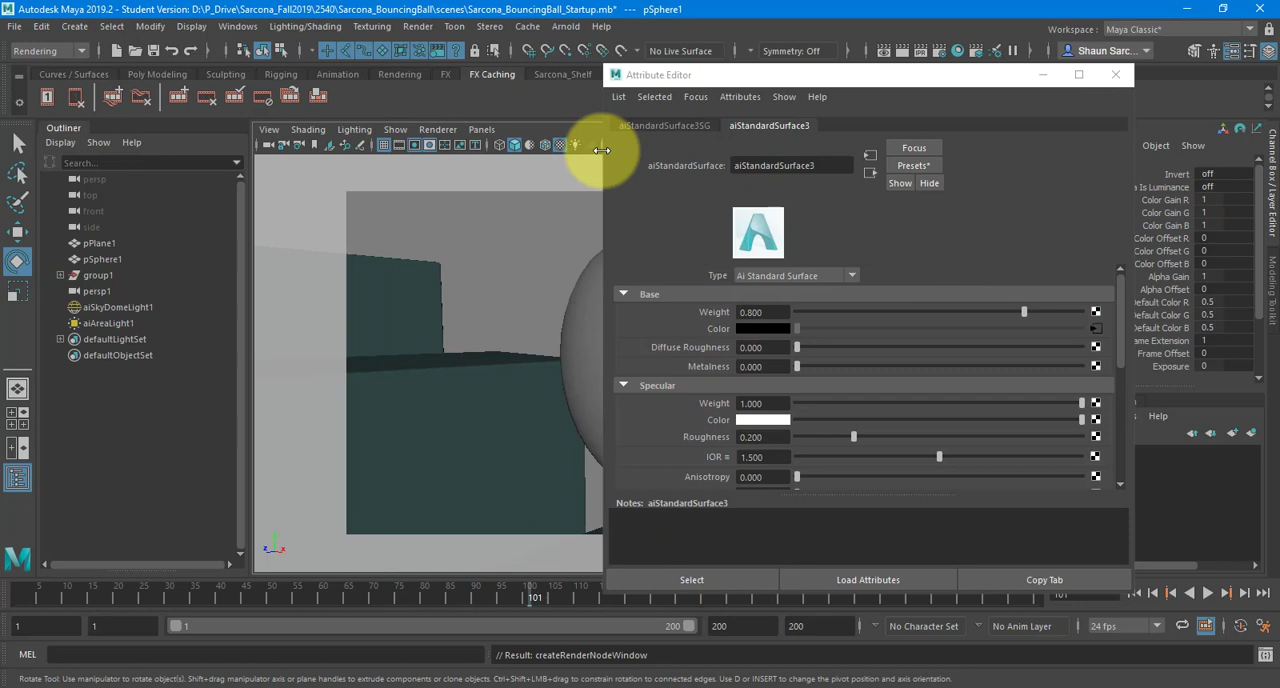 Autodesk Maya 2019.2 - Student Version: D:\P_Drive\Sarcona_Fall2019\2540\Sarcona_BouncingBall\scenes\Sarcona_BouncingBall_Startup.mb* --- pSphere1
File Edit Create Select Modify Display Windows Lighting/Shading Texturing Render Toon Stereo Cache Arnold Help
Workspace : Maya Classic*
Rendering No Live Surface Symmetry: Off Shaun Sarc...
Curves / Surfaces Poly Modeling Sculpting Rigging Animation Rendering FX FX Caching Sarcona_Shelf
Attribute Editor
List Selected Focus Attributes Show Help
Outliner
Display Show Help
Search...
persp
top
front
side
pPlane1
pSphere1
group1
persp1
aiSkyDomeLight1
aiAreaLight1
defaultLightSet
defaultObjectSet
View Shading Lighting Show Renderer Panels
aiStandardSurface3SG aiStandardSurface3
aiStandardSurface: aiStandardSurface3
Focus
Presets*
Show Hide
Type Ai Standard Surface
Base
Weight 0.800
Color
Diffuse Roughness 0.000
Metalness 0.000
Specular
Weight 1.000
Color
Roughness 0.200
IOR = 1.500
Anisotropy 0.000
Notes: aiStandardSurface3
Select Load Attributes Copy Tab
Object Show
Invert off
a Is Luminance off
Color Gain R 1
Color Gain G 1
Color Gain B 1
Color Offset R 0
Color Offset G 0
Color Offset B 0
Alpha Gain 1
Alpha Offset 0
Default Color R 0.5
Default Color G 0.5
Default Color B 0.5
ame Extension 1
Frame Offset 0
Exposure 0
Channel Box / Layer Editor
Modeling Toolkit
Help
5 10 15 20 25 30 35 40 45 50 55 60 65 70 75 80 85 90 95 101 105 110
101
1 1 1 200 200 200 No Character Set No Anim Layer 24 fps
MEL // Result: createRenderNodeWindow
Rotate Tool: Use manipulator to rotate object(s). Shift+drag manipulator axis or plane handles to extrude components or clone objects. Ctrl+Shift+LMB+drag to constrain rotation to connected edges. Use D or INSERT to change the pivot position and axis orientation.